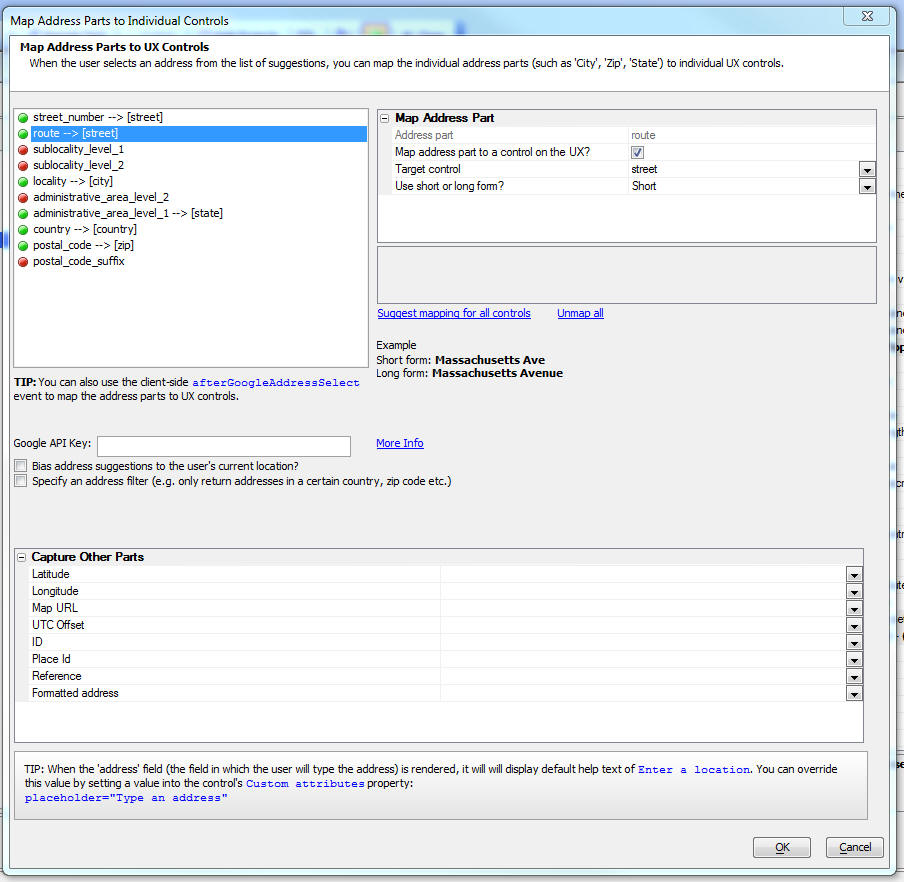 Map Address Parts to Individual Controls
Map Address Parts to UX Controls
When the user selects an address from the list of suggestions, you can map the individual address parts (such as 'City', 'Zip', 'State') to individual UX controls.
street_number --> [street]
route --> [street]
sublocality_level_1
sublocality_level_2
locality --> [city]
administrative_area_level_2
administrative_area_level_1 --> [state]
country --> [country]
postal_code --> [zip]
postal_code_suffix
Map Address Part
Address part route
Map address part to a control on the UX?
Target control street
Use short or long form? Short
Suggest mapping for all controls Unmap all
Example
Short form: Massachusetts Ave
Long form: Massachusetts Avenue
TIP: You can also use the client-side afterGoogleAddressSelect
event to map the address parts to UX controls.
Google API Key: More Info
Bias address suggestions to the user's current location?
Specify an address filter (e.g. only return addresses in a certain country, zip code etc.)
Capture Other Parts
Latitude
Longitude
Map URL
UTC Offset
ID
Place Id
Reference
Formatted address
TIP: When the 'address' field (the field in which the user will type the address) is rendered, it will will display default help text of Enter a location. You can override
this value by setting a value into the control's Custom attributes property:
placeholder="Type an address"
OK Cancel